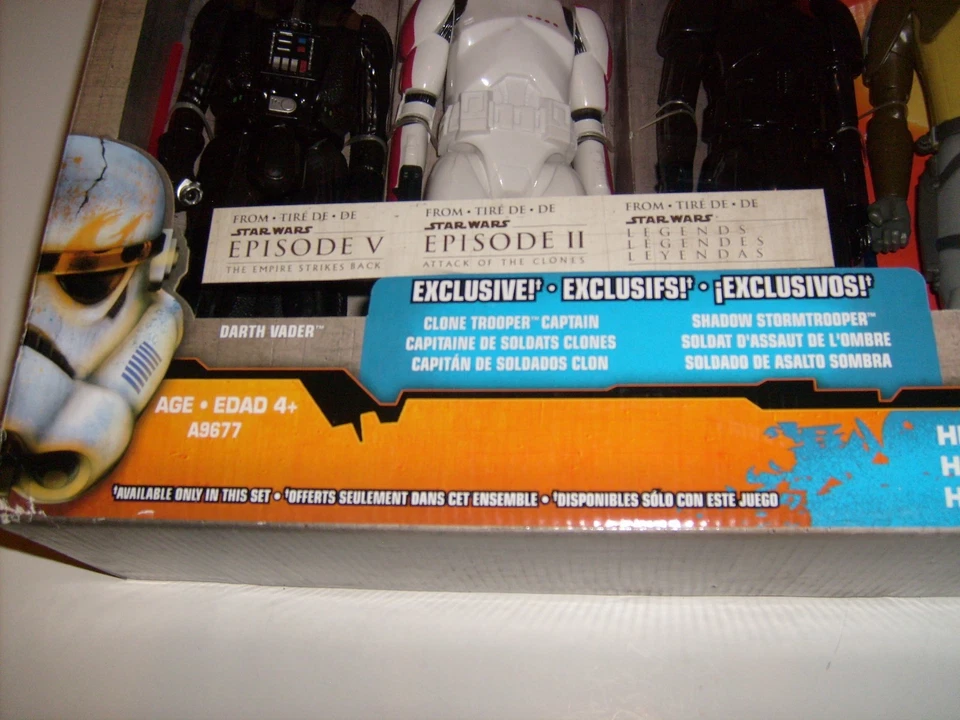 FROM • TIRÉ DE • DE
STAR WARS
EPISODE V
THE EMPIRE STRIKES BACK
FROM • TIRÉ DE • DE
STAR WARS
EPISODE II
ATTACK OF THE CLONES
FROM • TIRÉ DE • DE
STAR WARS
LEGENDS
LEGENDES
LEYENDAS
DARTH VADER™
EXCLUSIVE!† • EXCLUSIFS!† • ¡EXCLUSIVOS!†
CLONE TROOPER™ CAPTAIN
CAPITAINE DE SOLDATS CLONES
CAPITÁN DE SOLDADOS CLON
SHADOW STORMTROOPER™
SOLDAT D'ASSAUT DE L'OMBRE
SOLDADO DE ASALTO SOMBRA
AGE • EDAD 4+
A9677
†AVAILABLE ONLY IN THIS SET • †OFFERTS SEULEMENT DANS CET ENSEMBLE • †DISPONIBLES SÓLO CON ESTE JUEGO